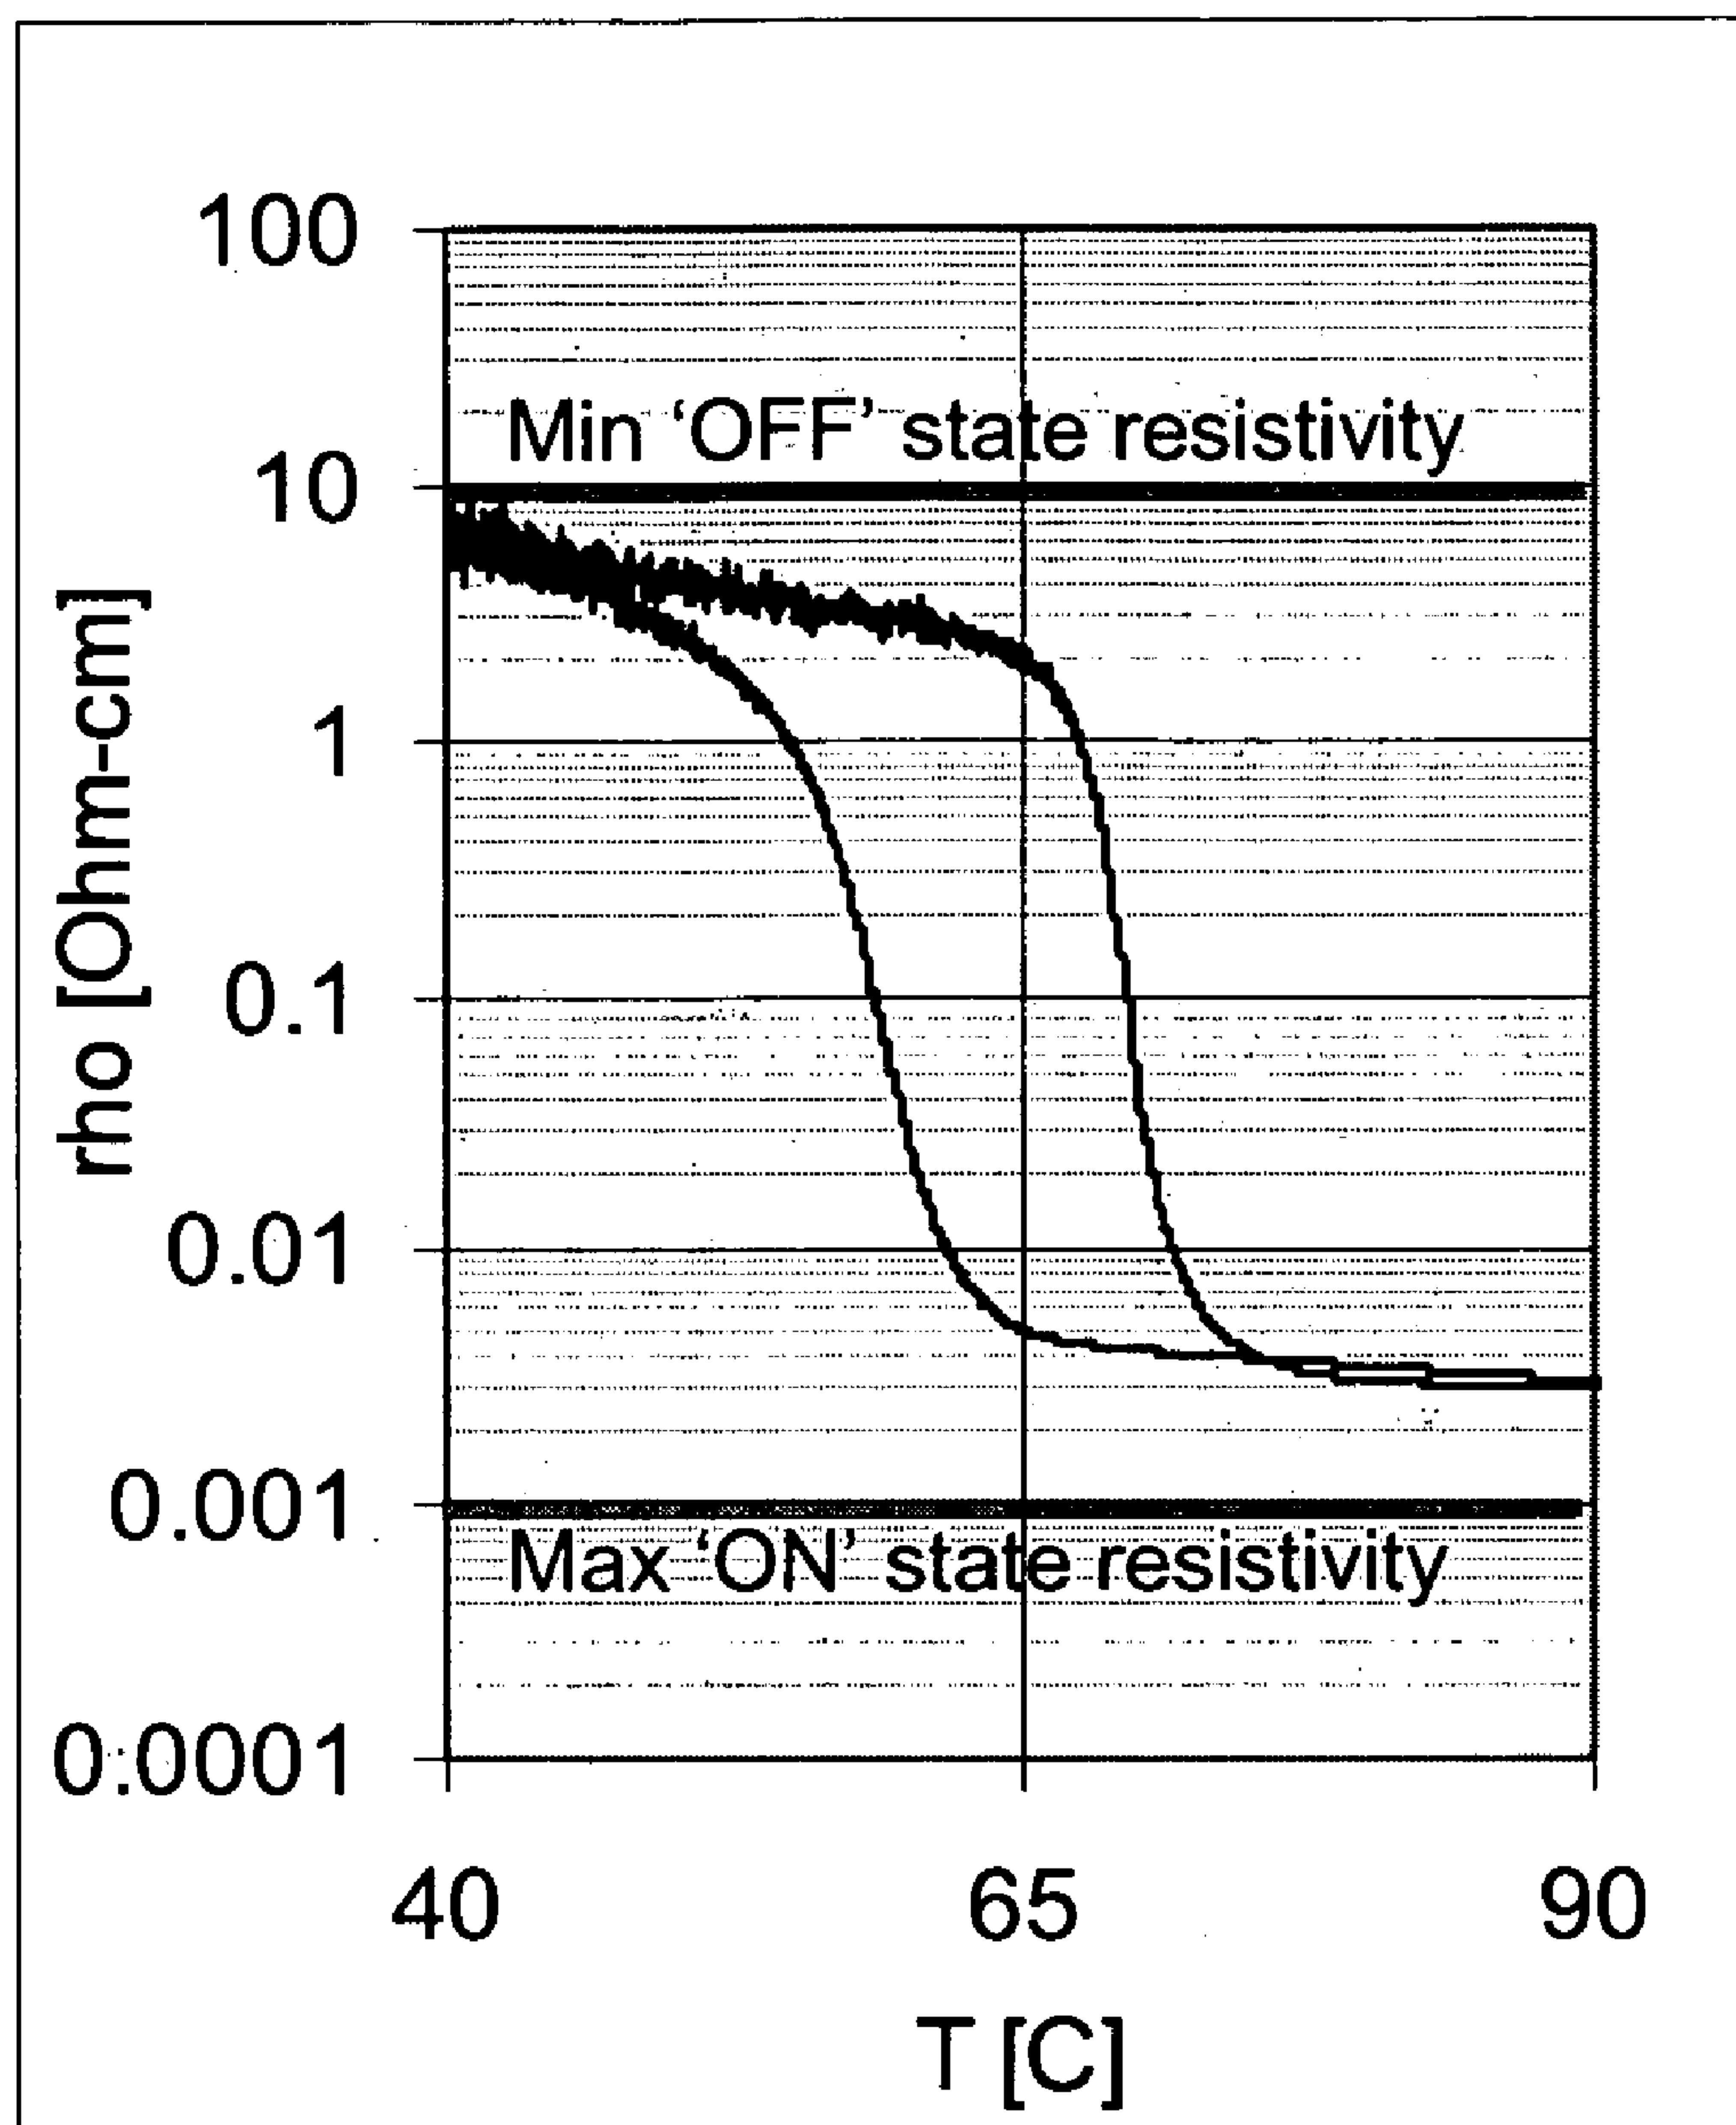 100
Min ‘OFF’ state resistivity
10
1
rho [Ohm-cm]
0.1
0.01
0.001
Max ‘ON’ state resistivity
0.0001
40 65 90
T [C]